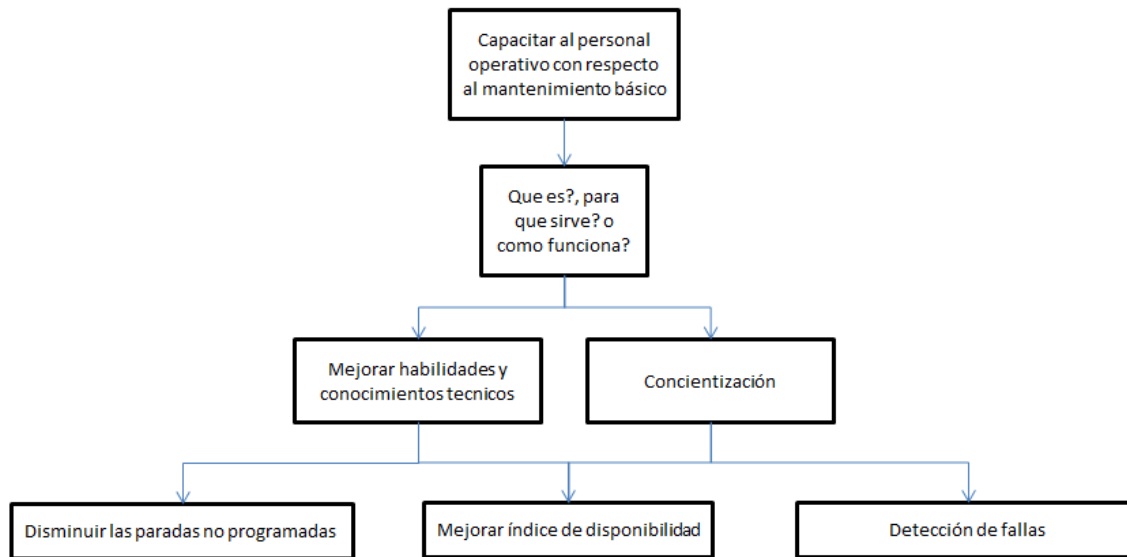 Capacitar al personal
operativo con respecto
al mantenimiento básico
Que es?, para
que sirve? o
como funciona?
Mejorar habilidades y
conocimientos tecnicos
Concientización
Disminuir las paradas no programadas
Mejorar índice de disponibilidad
Detección de fallas